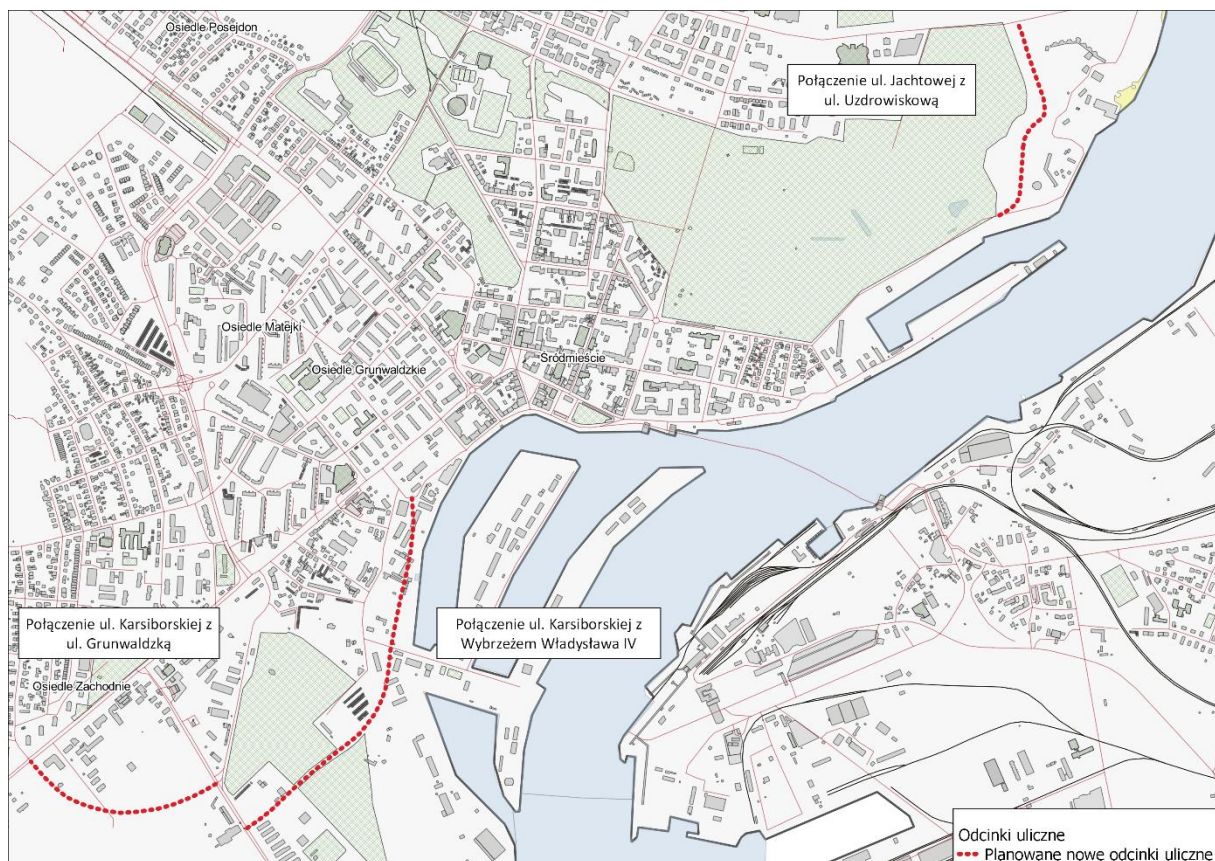 Osiedle Posejdon
Połączenie ul. Jachtowej z
ul. Uzdrowiskową
Osiedle Matejki
Śródmieście
Osiedle Grunwaldzkie
Połączenie ul. Karsiborskiej z
ul. Grunwaldzką
Połączenie ul. Karsiborskiej z
Wybrzeżem Władysława IV
Osiedle Zachodnie
Odcinki uliczne
Planowane nowe odcinki uliczne